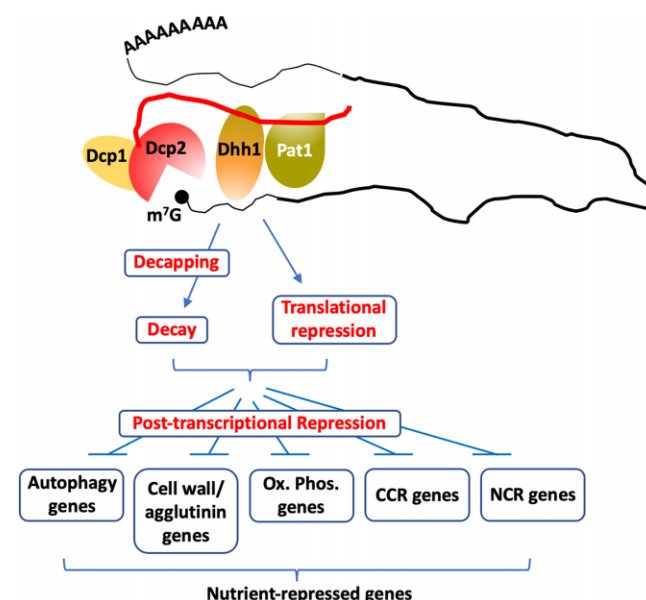 AAAAAAAAA
Dcp1
Dcp2
Dhh1
Pat1
m⁷G
Decapping
Decay
Translational
repression
Post-transcriptional Repression
Autophagy
genes
Cell wall/
agglutinin
genes
Ox. Phos.
genes
CCR genes
NCR genes
Nutrient-repressed genes